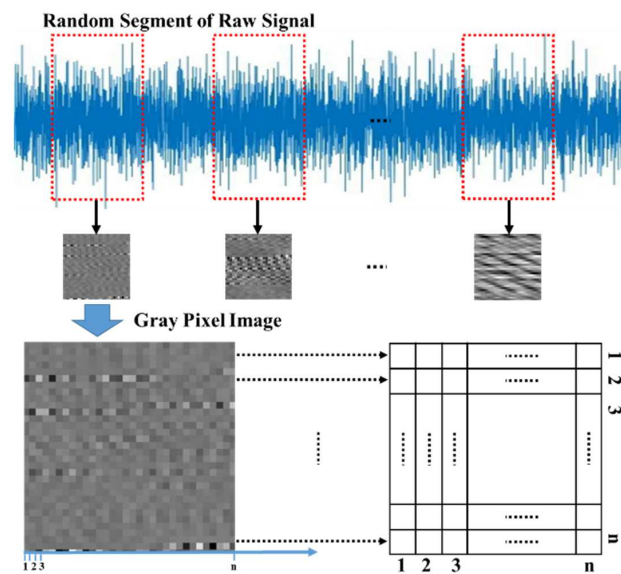 Random Segment of Raw Signal
Gray Pixel Image
1
2
3
n
1 2 3 n
1 2 3 n